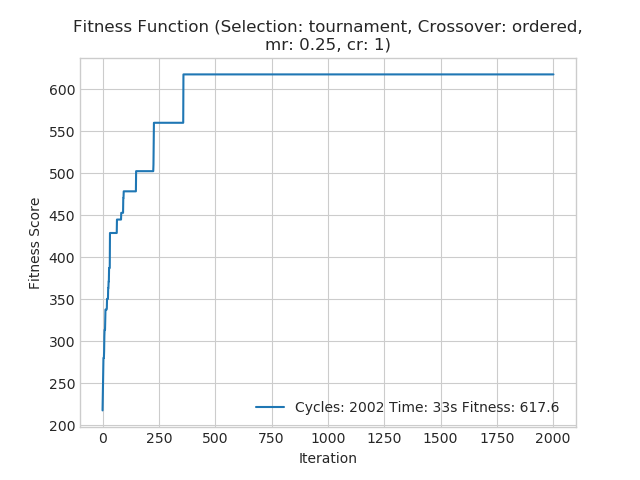 Fitness Function (Selection: tournament, Crossover: ordered,
mr: 0.25, cr: 1)
Fitness Score
600
550
500
450
400
350
300
250
200
Cycles: 2002 Time: 33s Fitness: 617.6
0 250 500 750 1000 1250 1500 1750 2000
Iteration